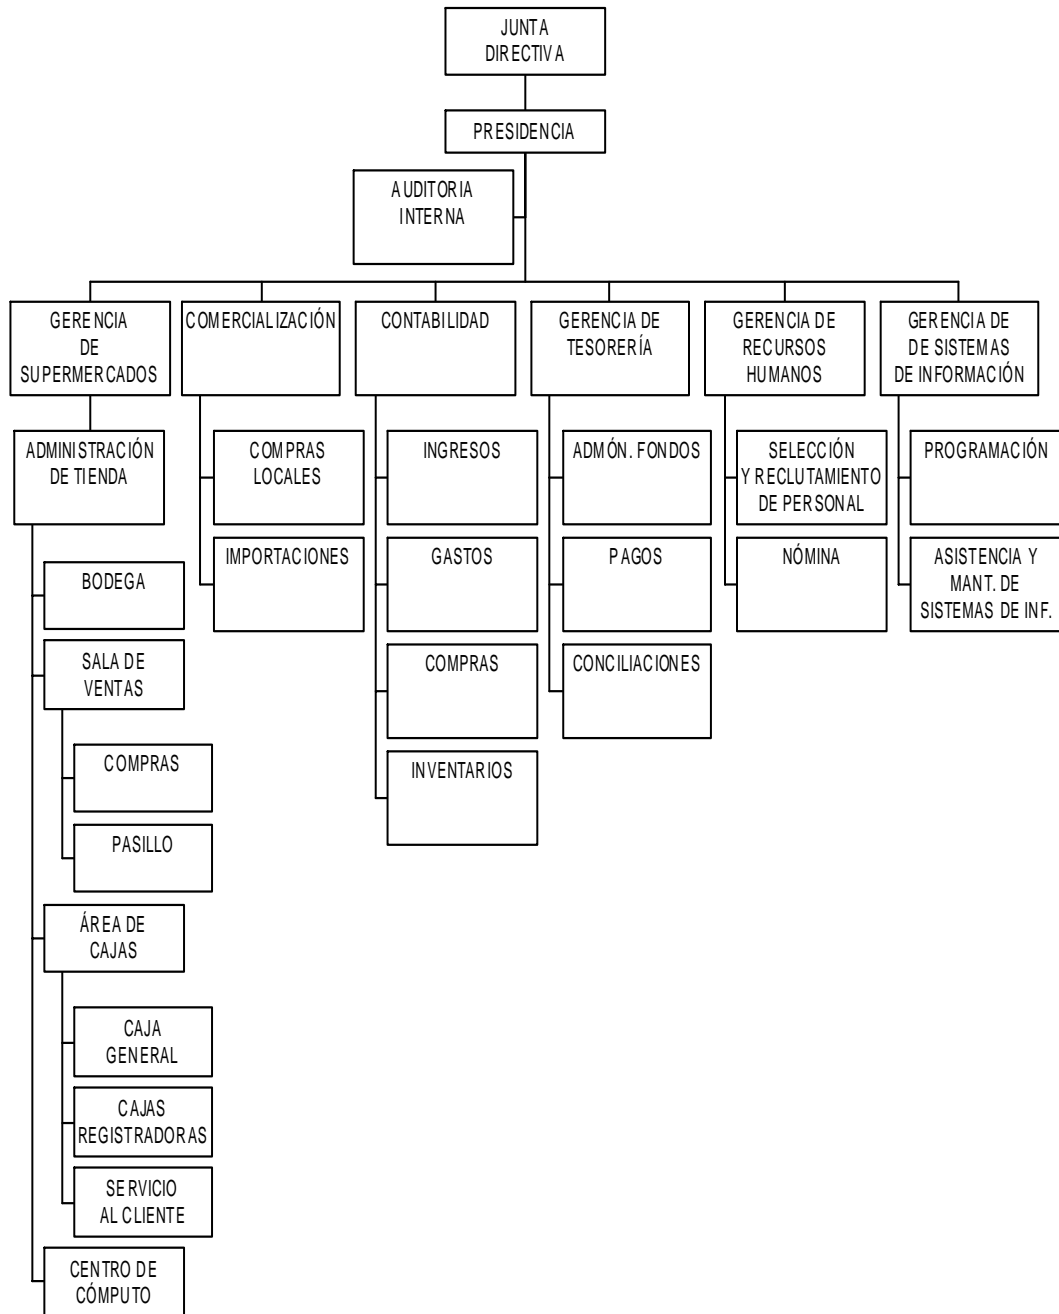 JUNTA
DIRECTIVA
PRESIDENCIA
AUDITORIA
INTERNA
GERENCIA
DE
SUPERMERCADOS
COMERCIALIZACIÓN
CONTABILIDAD
GERENCIA DE
TESORERÍA
GERENCIA DE
RECURSOS
HUMANOS
GERENCIA DE
DE SISTEMAS
DE INFORMACIÓN
ADMINISTRACIÓN
DE TIENDA
COMPRAS
LOCALES
INGRESOS
ADMÓN. FONDOS
SELECCIÓN
Y RECLUTAMIENTO
DE PERSONAL
PROGRAMACIÓN
BODEGA
IMPORTACIONES
GASTOS
PAGOS
NÓMINA
ASISTENCIA Y
MANT. DE
SISTEMAS DE INF.
SALA DE
VENTAS
COMPRAS
CONCILIACIONES
COMPRAS
INVENTARIOS
PASILLO
ÁREA DE
CAJAS
CAJA
GENERAL
CAJAS
REGISTRADORAS
SERVICIO
AL CLIENTE
CENTRO DE
CÓMPUTO